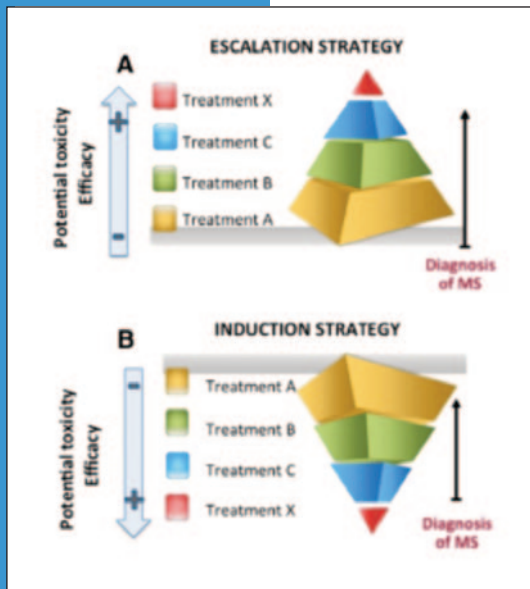 ESCALATION STRATEGY
A
Treatment X
Treatment C
Treatment B
Treatment A
+
-
Potential toxicity
Efficacy
Diagnosis
of MS
INDUCTION STRATEGY
B
Treatment A
Treatment B
Treatment C
Treatment X
-
+
Potential toxicity
Efficacy
Diagnosis
of MS